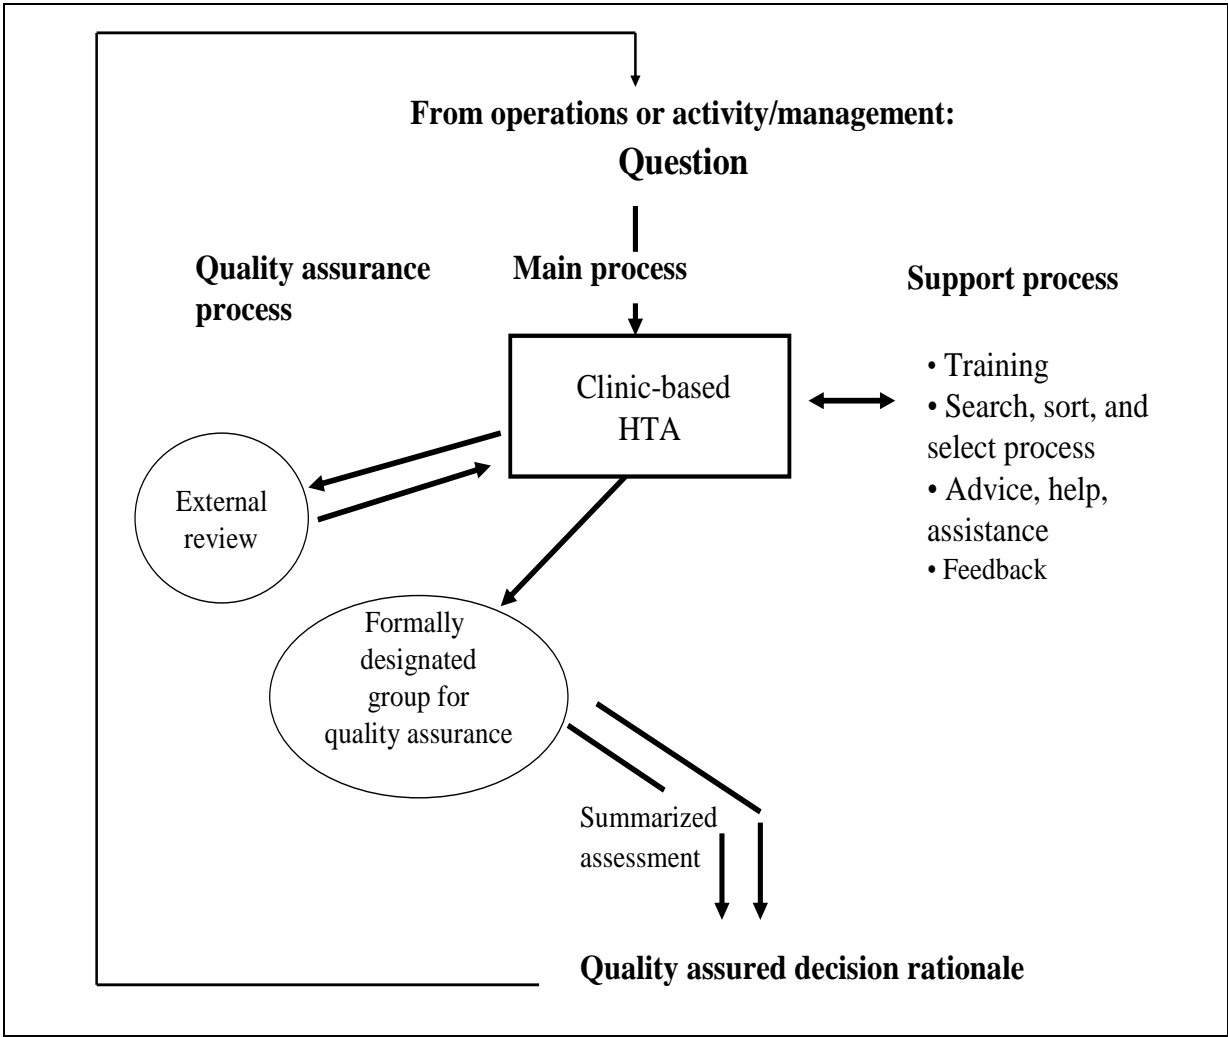 From operations or activity/management:
Question
Quality assurance
process
Main process
Support process
Clinic-based
HTA
• Training
• Search, sort, and
select process
• Advice, help,
assistance
• Feedback
External
review
Formally
designated
group for
quality assurance
Summarized
assessment
Quality assured decision rationale